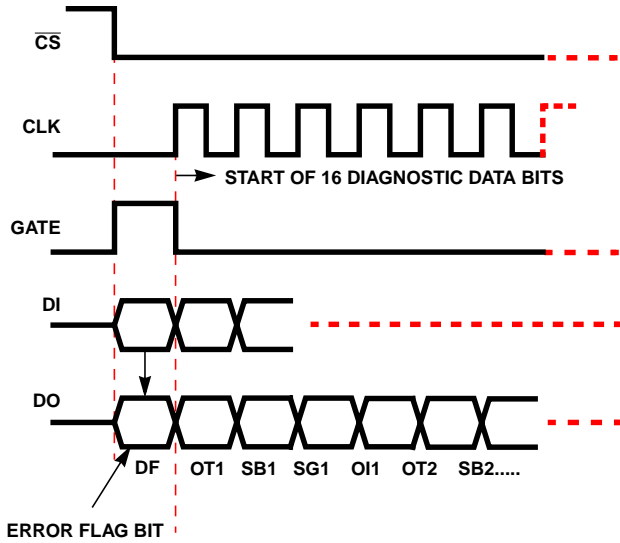 CS
CLK
START OF 16 DIAGNOSTIC DATA BITS
GATE
DI
DO
DF OT1 SB1 SG1 OI1 OT2 SB2.....
ERROR FLAG BIT